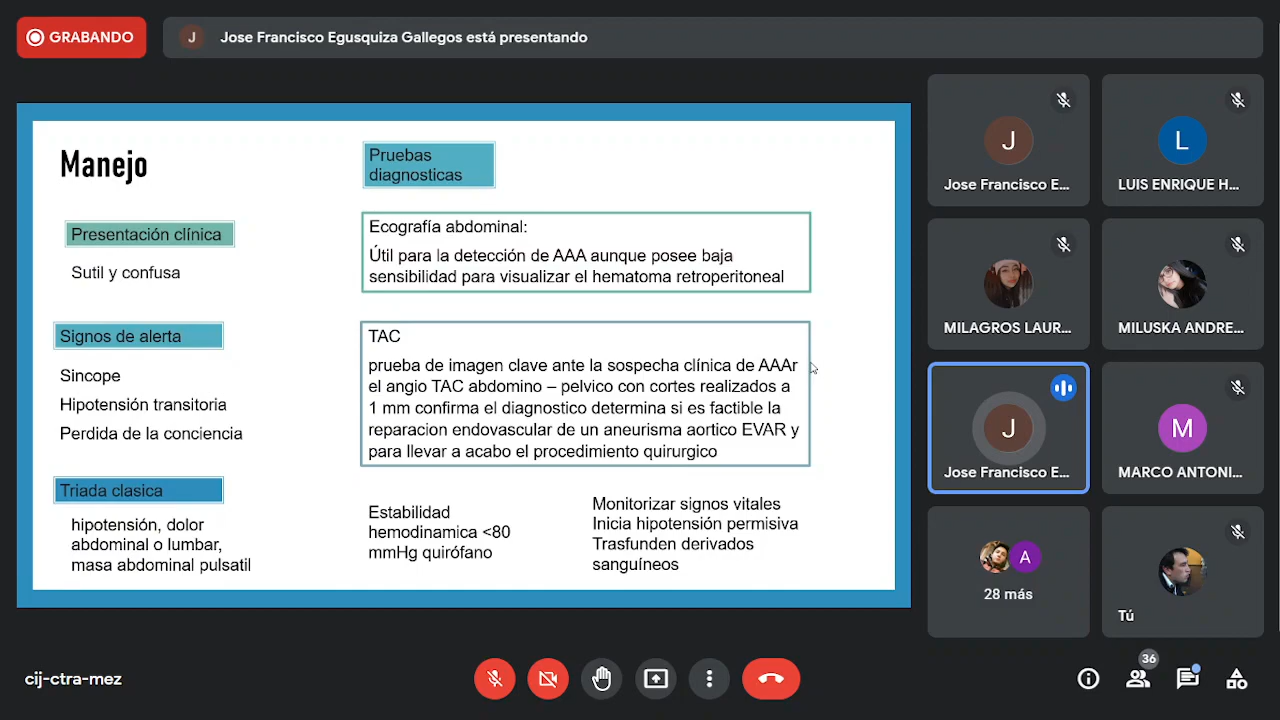 GRABANDO
J
Jose Francisco Egusquiza Gallegos está presentando
Manejo
Presentación clínica
Sutil y confusa
Signos de alerta
Sincope
Hipotensión transitoria
Perdida de la conciencia
Triada clasica
hipotensión, dolor
abdominal o lumbar,
masa abdominal pulsatil
Pruebas
diagnosticas
Ecografía abdominal:
Útil para la detección de AAA aunque posee baja
sensibilidad para visualizar el hematoma retroperitoneal
TAC
prueba de imagen clave ante la sospecha clínica de AAAr
el angio TAC abdomino – pelvico con cortes realizados a
1 mm confirma el diagnostico determina si es factible la
reparacion endovascular de un aneurisma aortico EVAR y
para llevar a acabo el procedimiento quirurgico
Estabilidad
hemodinamica <80
mmHg quirófano
Monitorizar signos vitales
Inicia hipotensión permisiva
Trasfunden derivados
sanguíneos
J
Jose Francisco E...
L
LUIS ENRIQUE H...
MILAGROS LAUR...
MILUSKA ANDRE...
J
Jose Francisco E...
M
MARCO ANTONI...
A
28 más
Tú
cij-ctra-mez
36